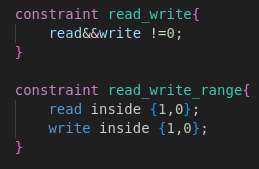 constraint read_write{
read&&write !=0;
}
constraint read_write_range{
read inside {1,0};
write inside {1,0};
}